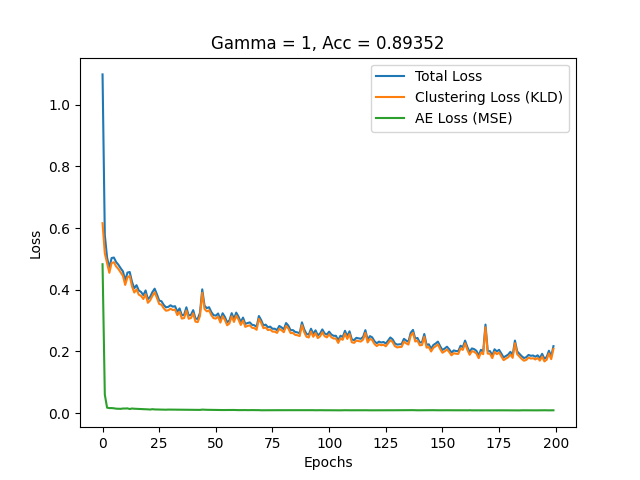 Gamma = 1, Acc = 0.89352
Total Loss
Clustering Loss (KLD)
AE Loss (MSE)
Loss
1.0
0.8
0.6
0.4
0.2
0.0
0 25 50 75 100 125 150 175 200
Epochs